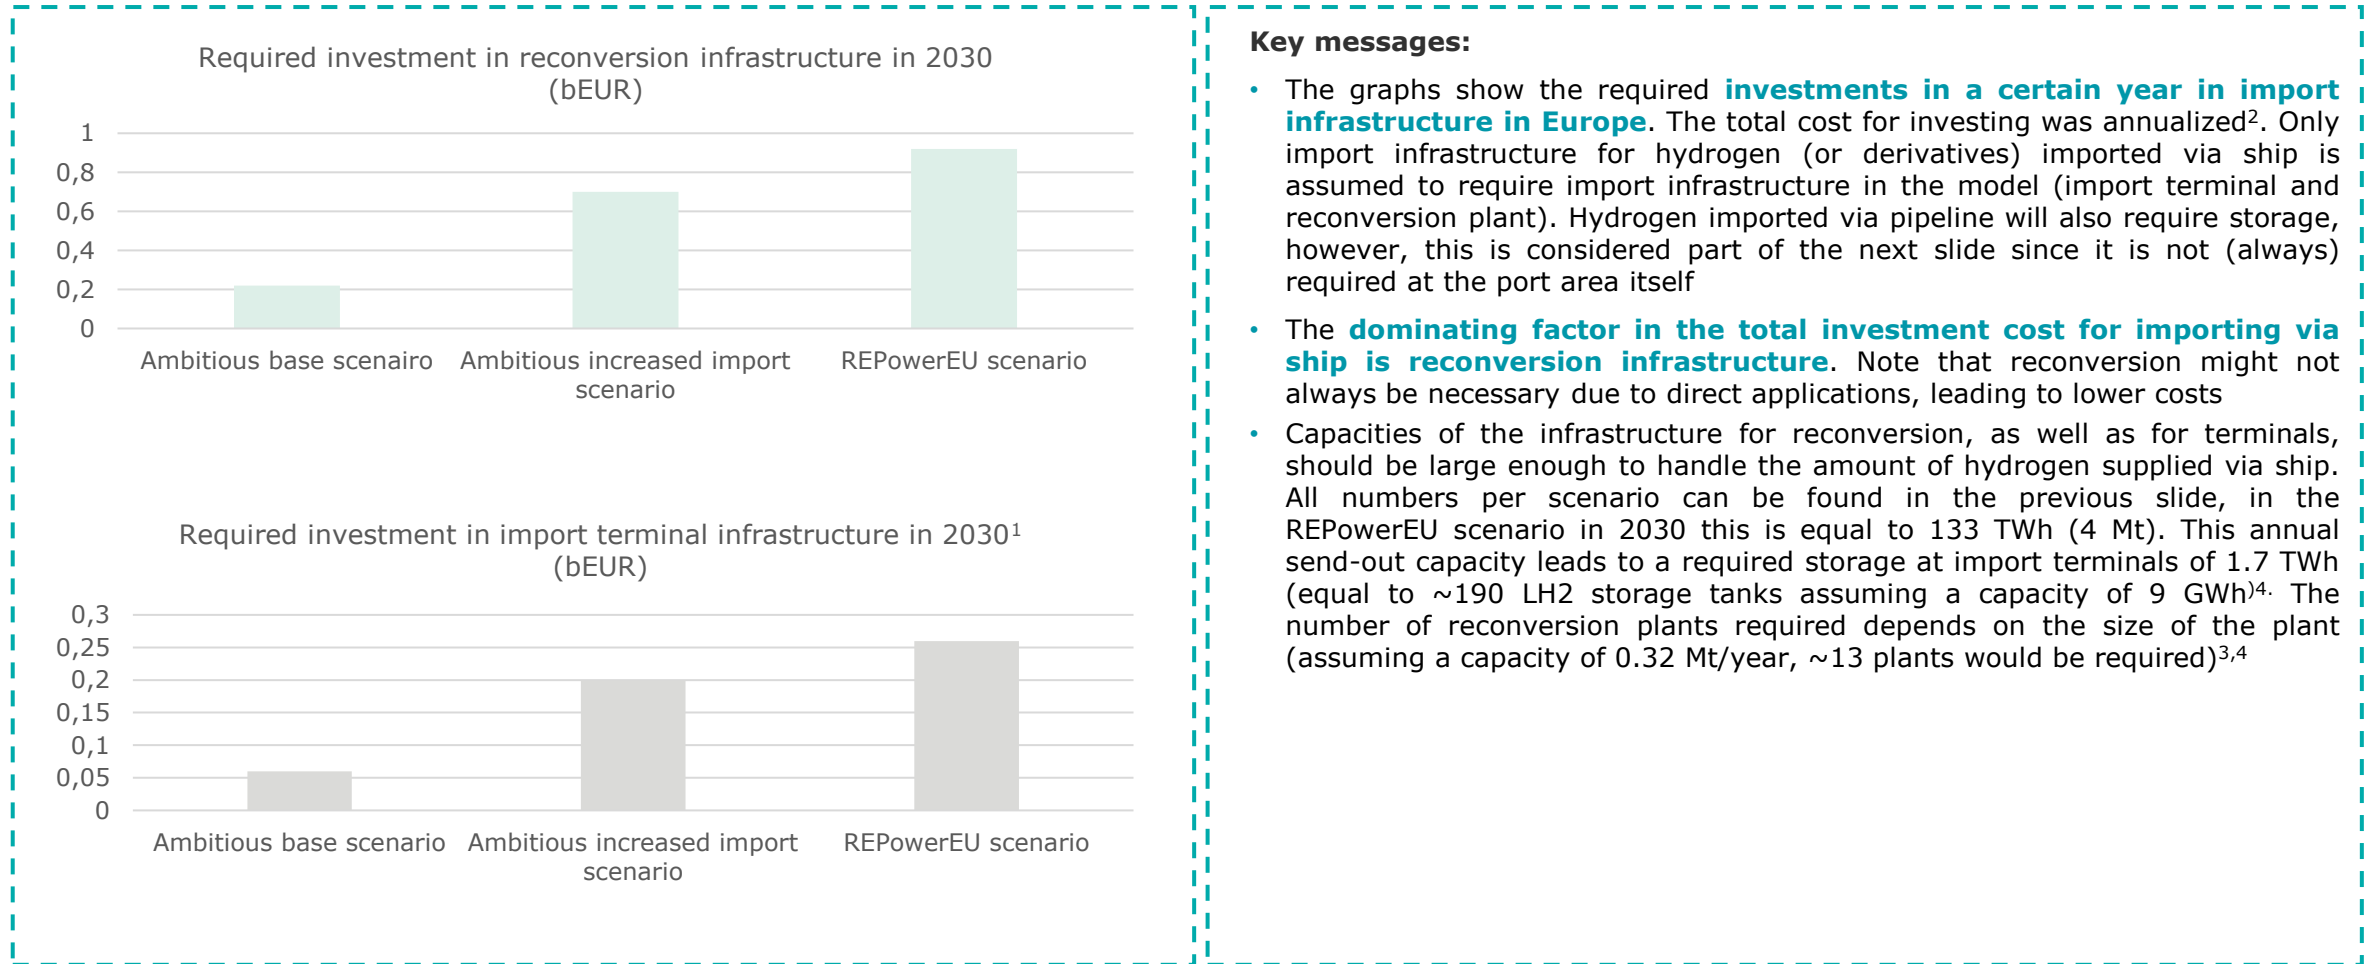 Required investment in reconversion infrastructure in 2030
(bEUR)
1
0,8
0,6
0,4
0,2
0
Ambitious base scenairo
Ambitious increased import
scenario
REPowerEU scenario
Required investment in import terminal infrastructure in 2030¹
(bEUR)
0,3
0,25
0,2
0,15
0,1
0,05
0
Ambitious base scenario
Ambitious increased import
scenario
REPowerEU scenario
Key messages:
• The graphs show the required investments in a certain year in import
infrastructure in Europe. The total cost for investing was annualized². Only
import infrastructure for hydrogen (or derivatives) imported via ship is
assumed to require import infrastructure in the model (import terminal and
reconversion plant). Hydrogen imported via pipeline will also require storage,
however, this is considered part of the next slide since it is not (always)
required at the port area itself
• The dominating factor in the total investment cost for importing via
ship is reconversion infrastructure. Note that reconversion might not
always be necessary due to direct applications, leading to lower costs
• Capacities of the infrastructure for reconversion, as well as for terminals,
should be large enough to handle the amount of hydrogen supplied via ship.
All numbers per scenario can be found in the previous slide, in the
REPowerEU scenario in 2030 this is equal to 133 TWh (4 Mt). This annual
send-out capacity leads to a required storage at import terminals of 1.7 TWh
(equal to ~190 LH2 storage tanks assuming a capacity of 9 GWh⁾⁴· The
number of reconversion plants required depends on the size of the plant
(assuming a capacity of 0.32 Mt/year, ~13 plants would be required)³,⁴